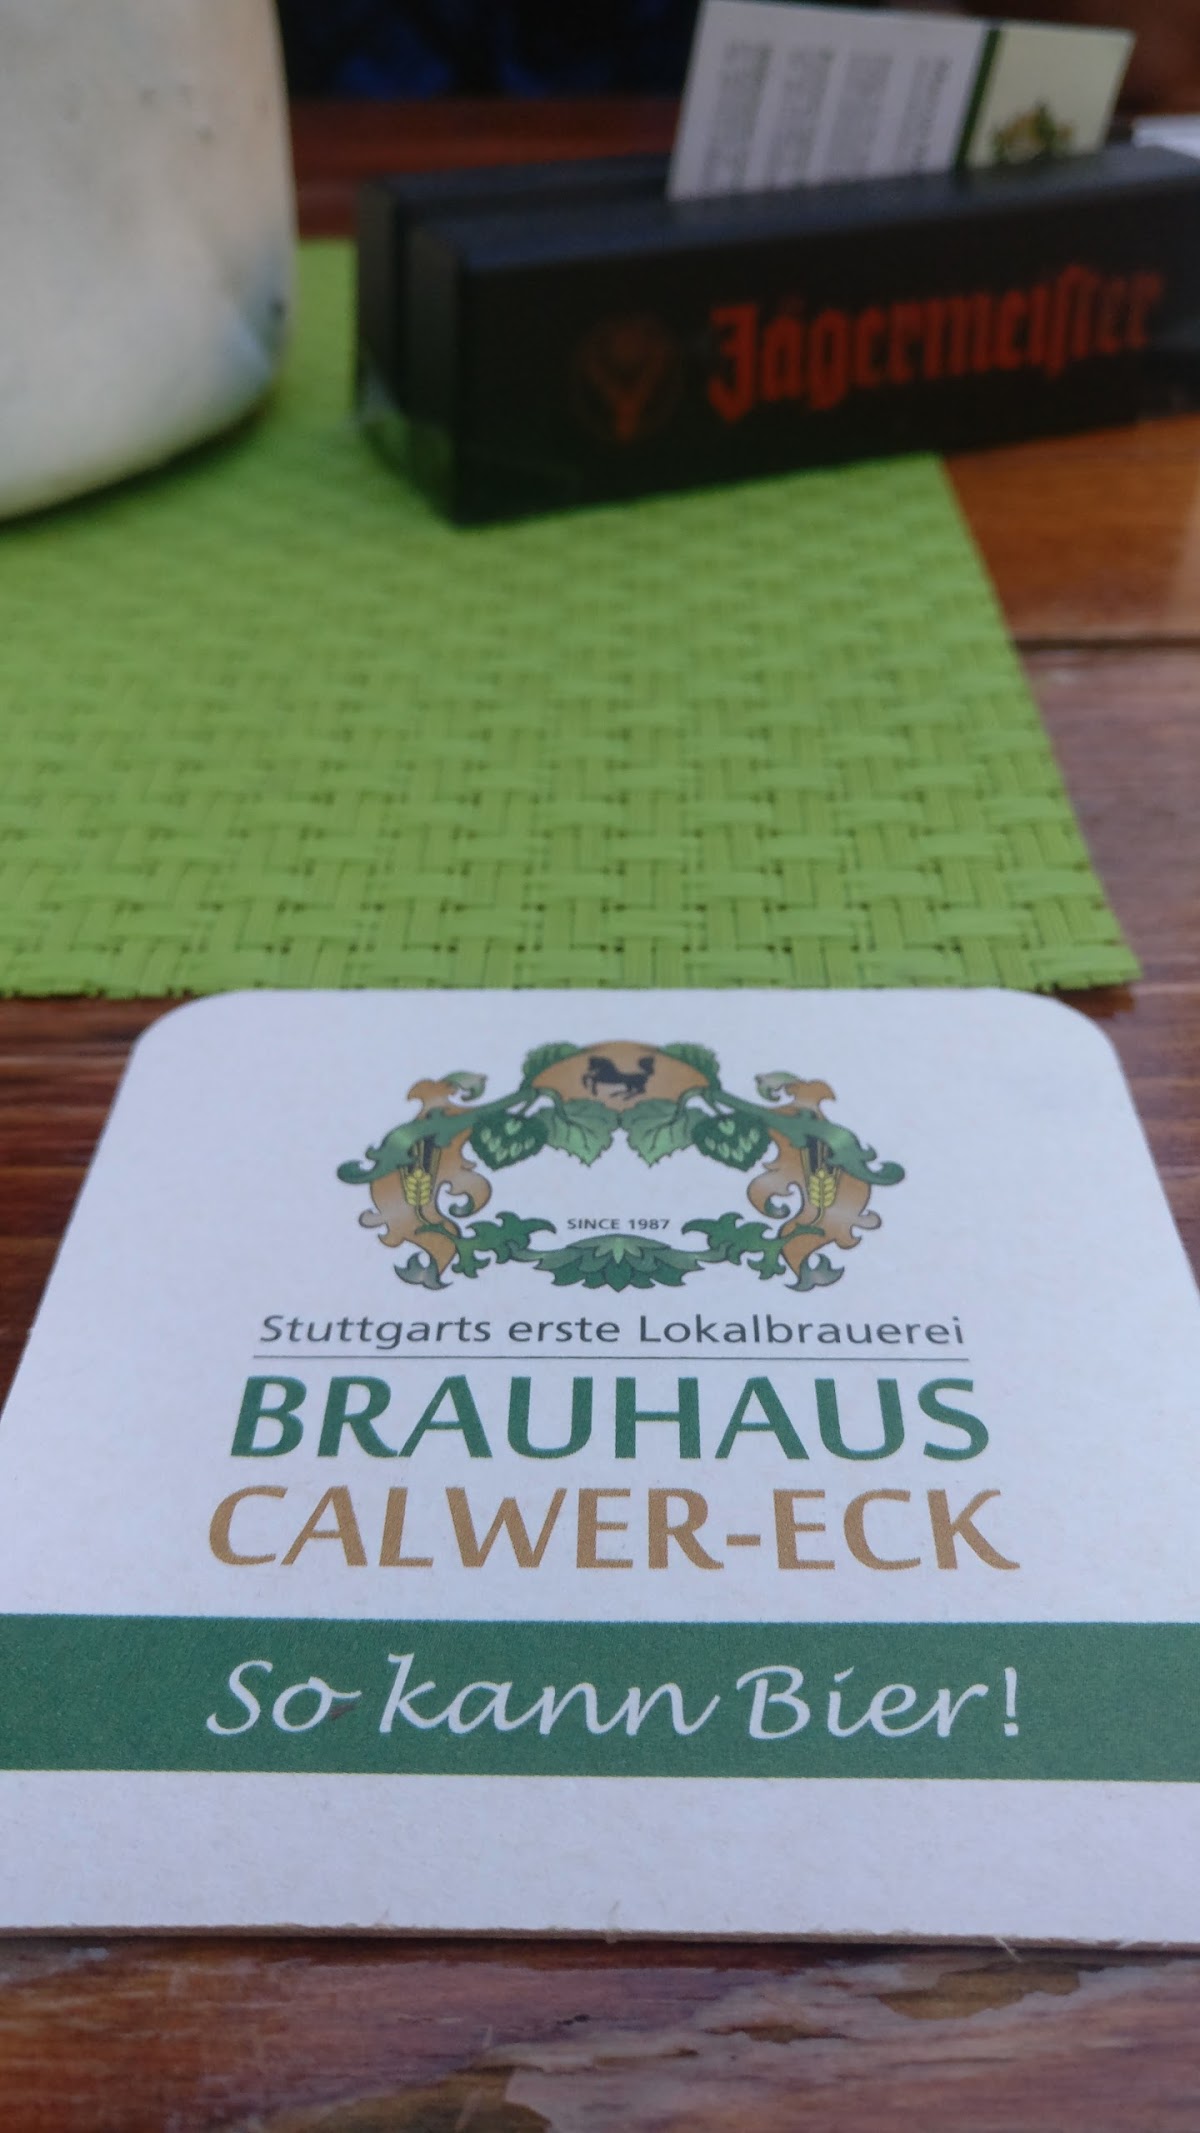 Jägermeister
SINCE 1987
Stuttgarts erste Lokalbrauerei
BRAUHAUS
CALWER-ECK
So kann Bier!